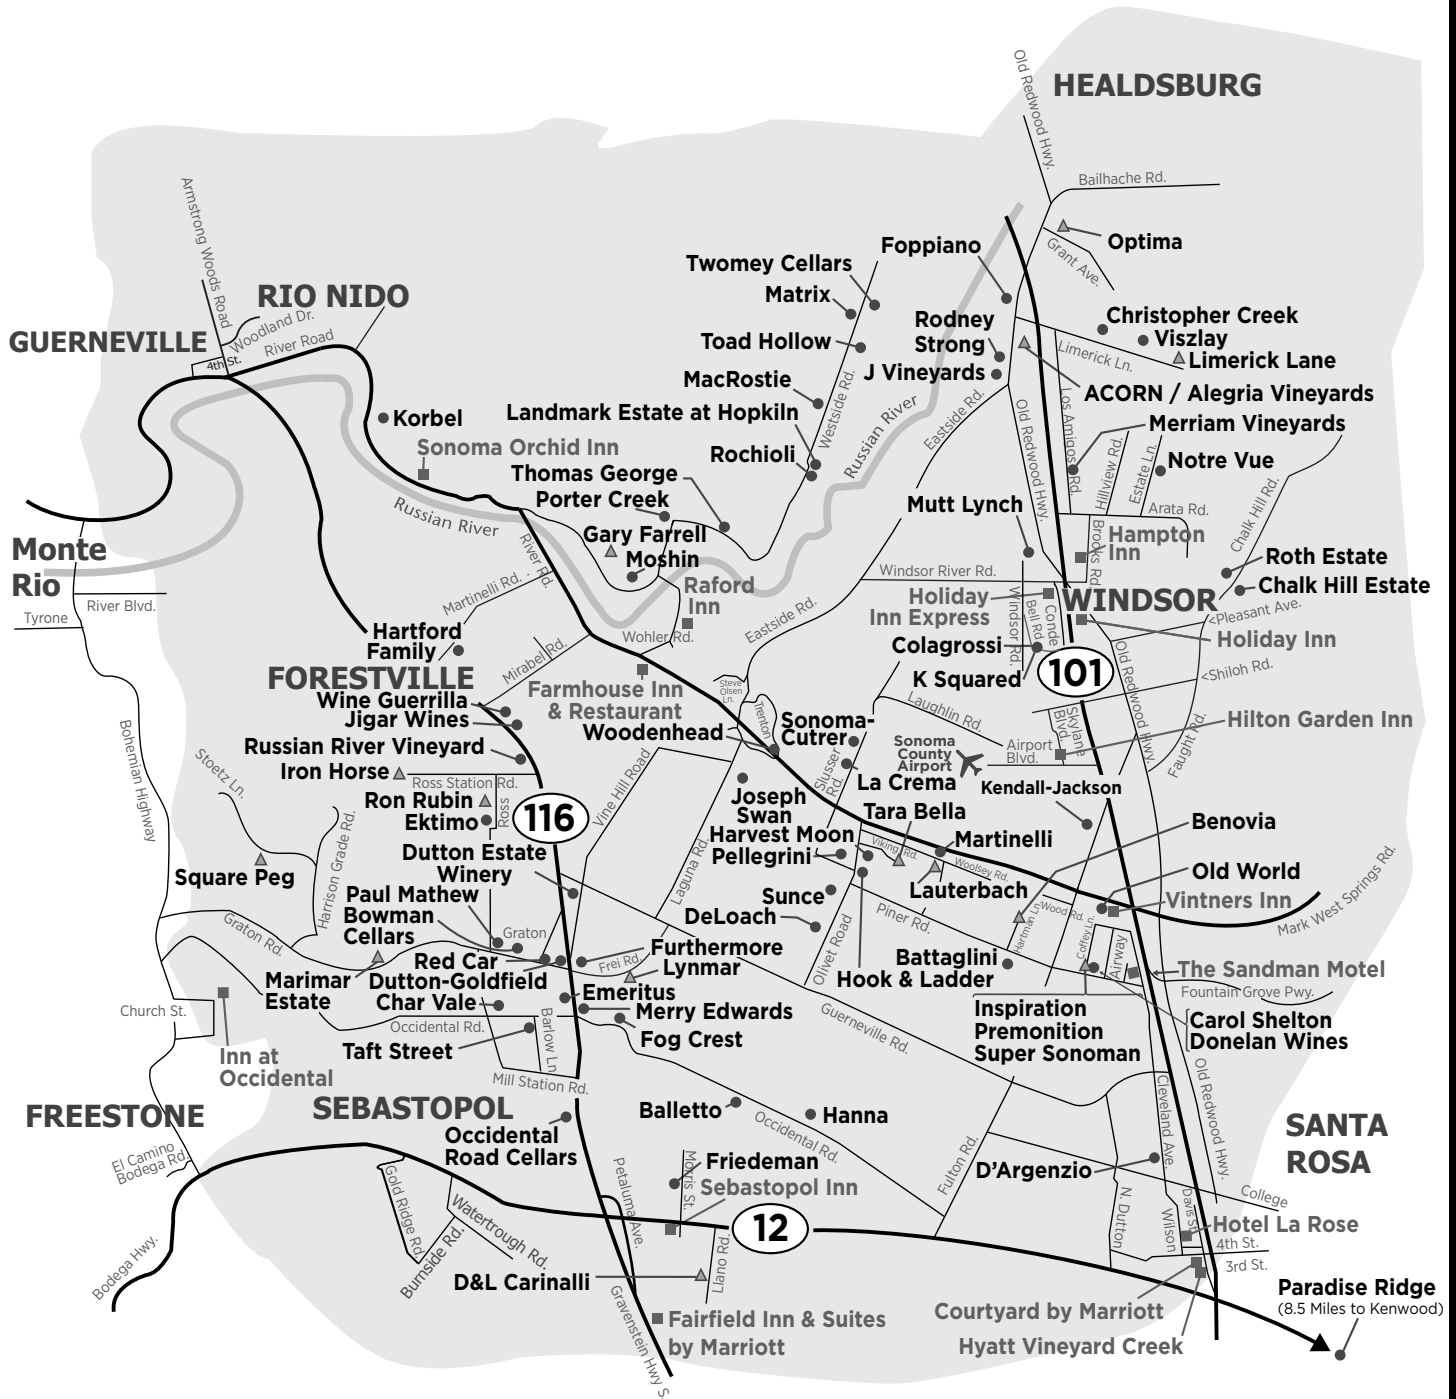 HEALDSBURG
Old Redwood Hwy.
Bailhache Rd.
Optima
Grant Ave.
Foppiano
Twomey Cellars
Matrix
Armstrong Woods Road
RIO NIDO
Woodland Dr.
River Road
GUERNEVILLE
4th St.
Toad Hollow
Rodney
Strong
Christopher Creek
Viszlay
Limerick Lane
Limerick Ln.
MacRostie
J Vineyards
ACORN / Alegria Vineyards
Landmark Estate at Hopkiln
Westside Rd.
Russian River
Eastside Rd.
Old Redwood Hwy.
Los Amigos Rd.
Merriam Vineyards
Korbel
Sonoma Orchid Inn
Rochioli
Hillview Rd.
Estate Ln.
Notre Vue
Thomas George
Porter Creek
Mutt Lynch
Arata Rd.
Chalk Hill Rd.
Russian River
River Rd.
Gary Farrell
Moshin
Brooks Rd.
Hampton
Inn
Monte
Rio
Roth Estate
Chalk Hill Estate
Martinelli Rd.
Raford
Inn
Windsor River Rd.
Holiday
Inn Express
WINDSOR
<Pleasant Ave.
River Blvd.
Tyrone
Eastside Rd.
Windsor Rd.
Bell Rd.
Conde
Holiday Inn
Hartford
Family
Wohler Rd.
Mirabel Rd.
Colagrossi
K Squared
101
Old Redwood Hwy.
<Shiloh Rd.
FORESTVILLE
Farmhouse Inn
& Restaurant
Steve
Olsen
Ln.
Trenton
Wine Guerrilla
Jigar Wines
Woodenhead
Sonoma-
Cutrer
Laughlin Rd.
Skylane
Blvd.
Hilton Garden Inn
Bohemian Highway
Russian River Vineyard
Sonoma
County
Airport
Airport
Blvd.
Faught Rd.
Stoetz Ln.
Iron Horse
Ross Station Rd.
Vine Hill Road
Slusser
Rd.
La Crema
Kendall-Jackson
Ron Rubin
Ektimo
Ross
116
Joseph
Swan
Tara Bella
Harvest Moon
Pellegrini
Viking Rd.
Martinelli
Woolsey Rd.
Benovia
Harrison Grade Rd.
Dutton Estate
Winery
Laguna Rd.
Lauterbach
Old World
Vintners Inn
Mark West Springs Rd.
Square Peg
Paul Mathew
Bowman
Cellars
Sunce
DeLoach
Piner Rd.
Hartman Ln.
Wood Rd.
Coffey Ln.
Airway
Graton Rd.
Graton
Olivet Road
Furthermore
Frei Rd.
Lynmar
Red Car
Battaglini
Hook & Ladder
The Sandman Motel
Fountain Grove Pwy.
Marimar
Estate
Dutton-Goldfield
Char Vale
Emeritus
Merry Edwards
Church St.
Occidental Rd.
Barlow Ln
Fog Crest
Guerneville Rd.
Inspiration
Premonition
Super Sonoman
Carol Shelton
Donelan Wines
Taft Street
Inn at
Occidental
Mill Station Rd.
Cleveland Ave.
Old Redwood Hwy.
FREESTONE
SEBASTOPOL
Balletto
Hanna
Occidental Rd.
SANTA
ROSA
Occidental
Road Cellars
El Camino
Bodega Rd.
D'Argenzio
Fulton Rd.
Friedeman
Sebastopol Inn
Morris St.
Petaluma Ave.
College
N. Dutton
Wilson
Davis St.
Hotel La Rose
4th St.
3rd St.
12
Gold Ridge Rd.
Watertrough Rd.
Burnside Rd.
Bodega Hwy.
D&L Carinalli
Llano Rd.
Paradise Ridge
(8.5 Miles to Kenwood)
Gravenstein Hwy S.
Fairfield Inn & Suites
by Marriott
Courtyard by Marriott
Hyatt Vineyard Creek